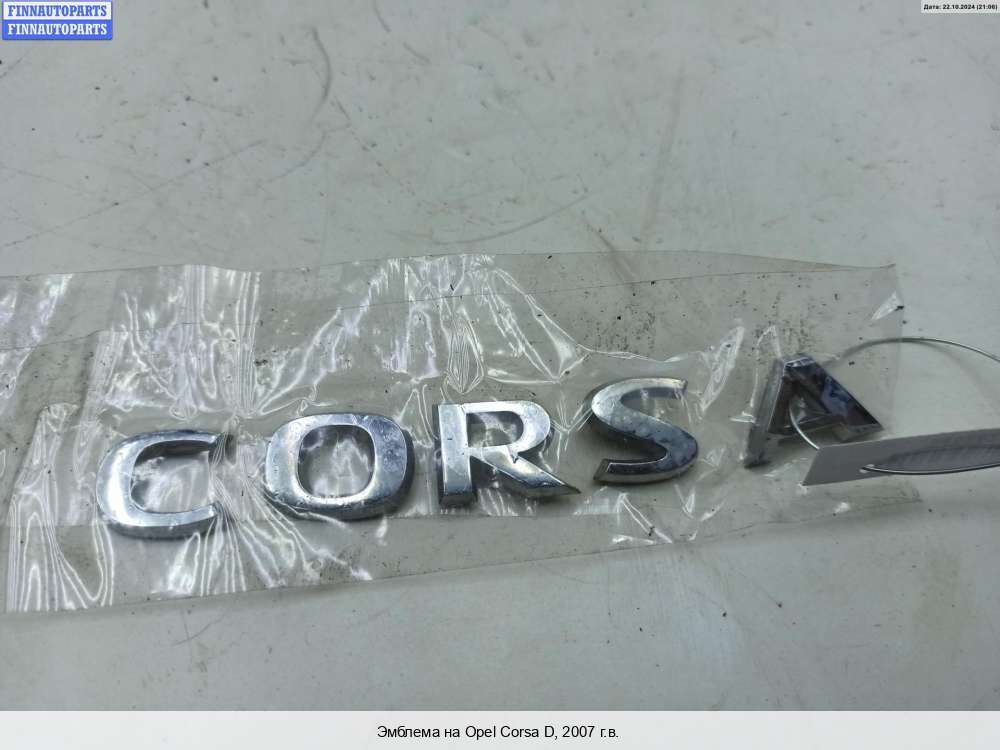 FINNAUTOPARTS
FINNAUTOPARTS
Дата: 22.10.2024 (21:06)
CORSA
Эмблема на Opel Corsa D, 2007 г.в.